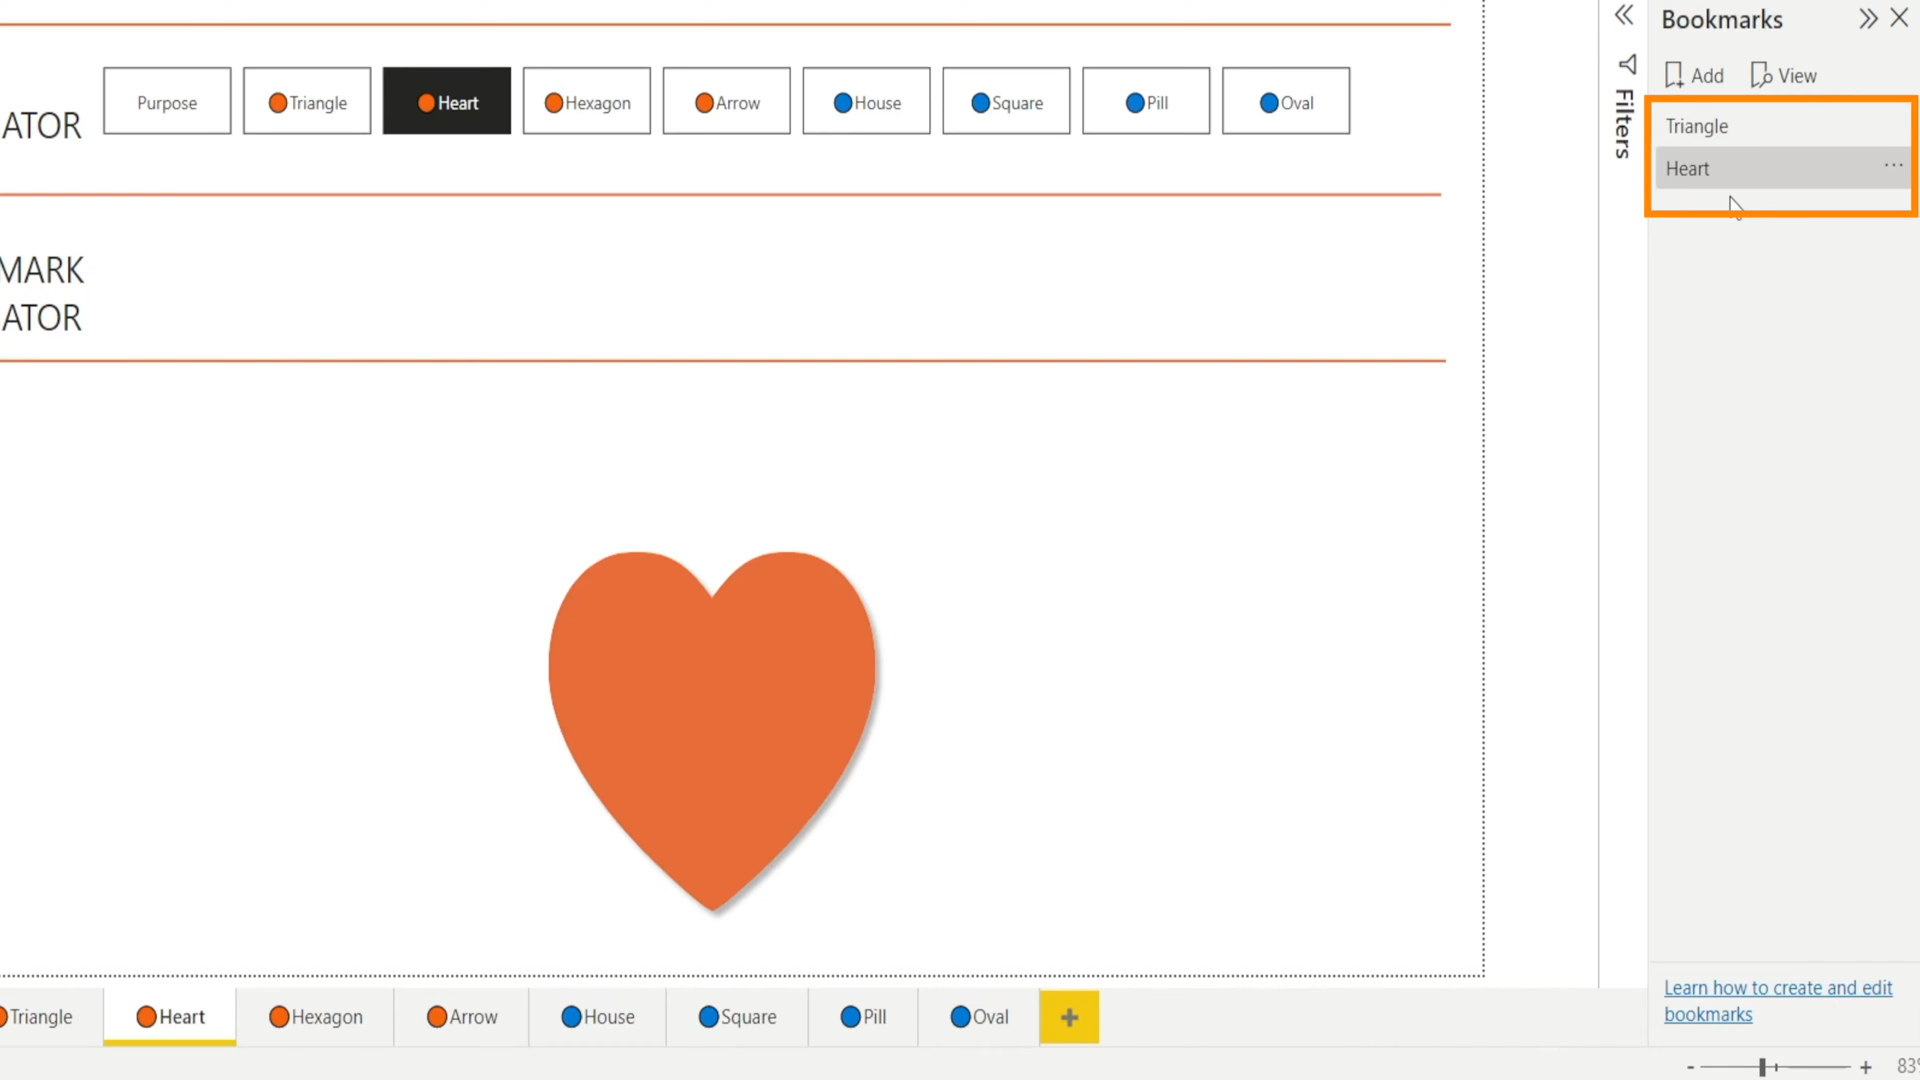 Bookmarks
Add View
Filters
Triangle
Heart ...
ATOR Purpose Triangle Heart Hexagon Arrow House Square Pill Oval
MARK
ATOR
Learn how to create and edit
bookmarks
Triangle Heart Hexagon Arrow House Square Pill Oval +
- + 83%